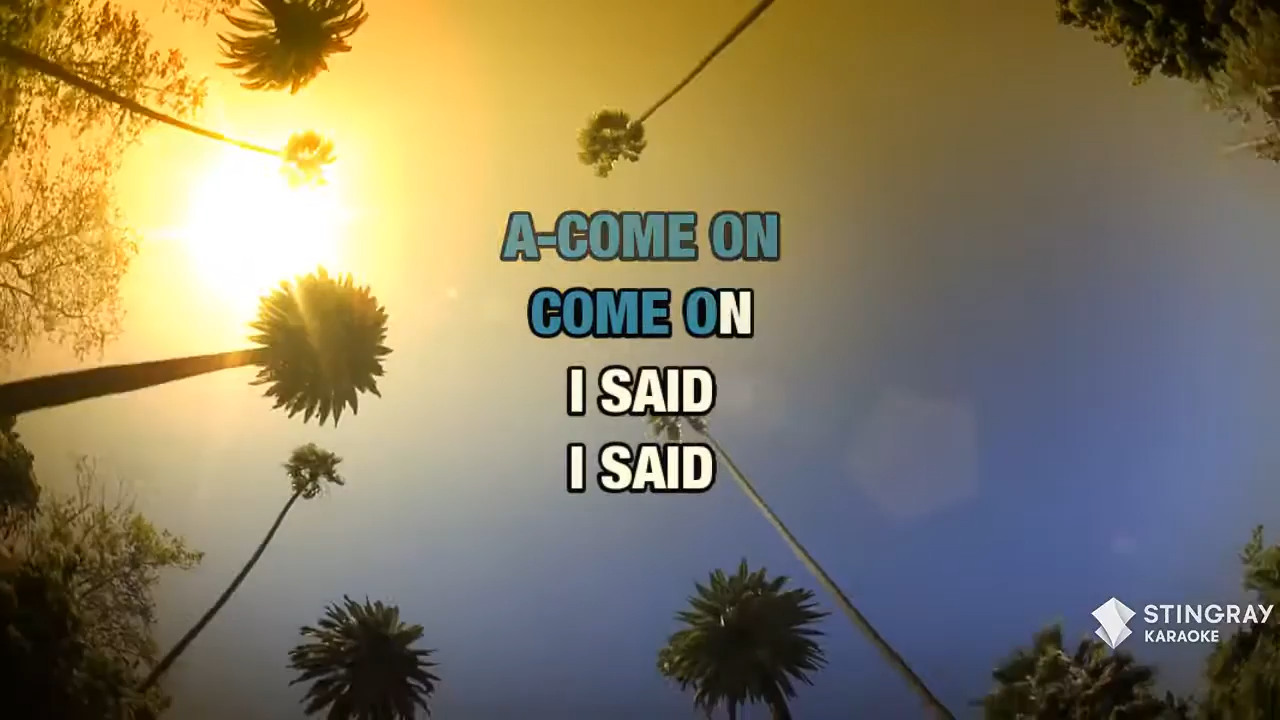 A-COME ON
COME ON
I SAID
I SAID
STINGRAY
KARAOKE